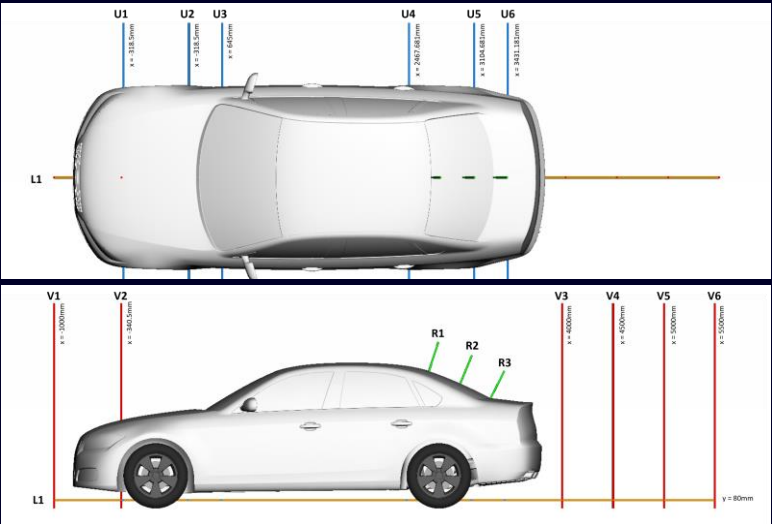 U1
U2
U3
U4
U5
U6
x = -318.5mm
x = -318.5mm
x = 645mm
x = 2467.681mm
x = 3104.681mm
x = 3431.181mm
L1
V1
V2
V3
V4
V5
V6
x = -1000mm
x = -340.5mm
x = 4000mm
x = 4500mm
x = 5000mm
x = 5500mm
R1
R2
R3
L1
y = 80mm